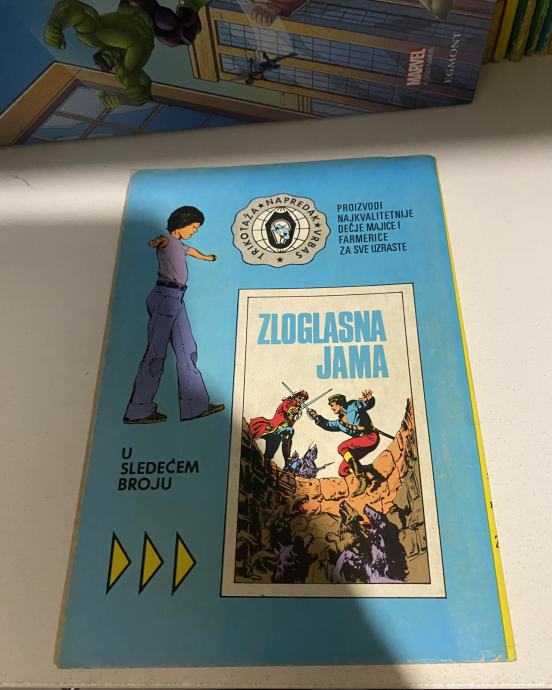 MARVEL
EGMONT
TRIKOTAŽA ★ NAPREDAK ★ VRBAS ★
PROIZVODI
NAJKVALITETNIJE
DEČJE MAJICE I
FARMERICE
ZA SVE UZRASTE
ZLOGLASNA
JAMA
U
SLEDEĆEM
BROJU